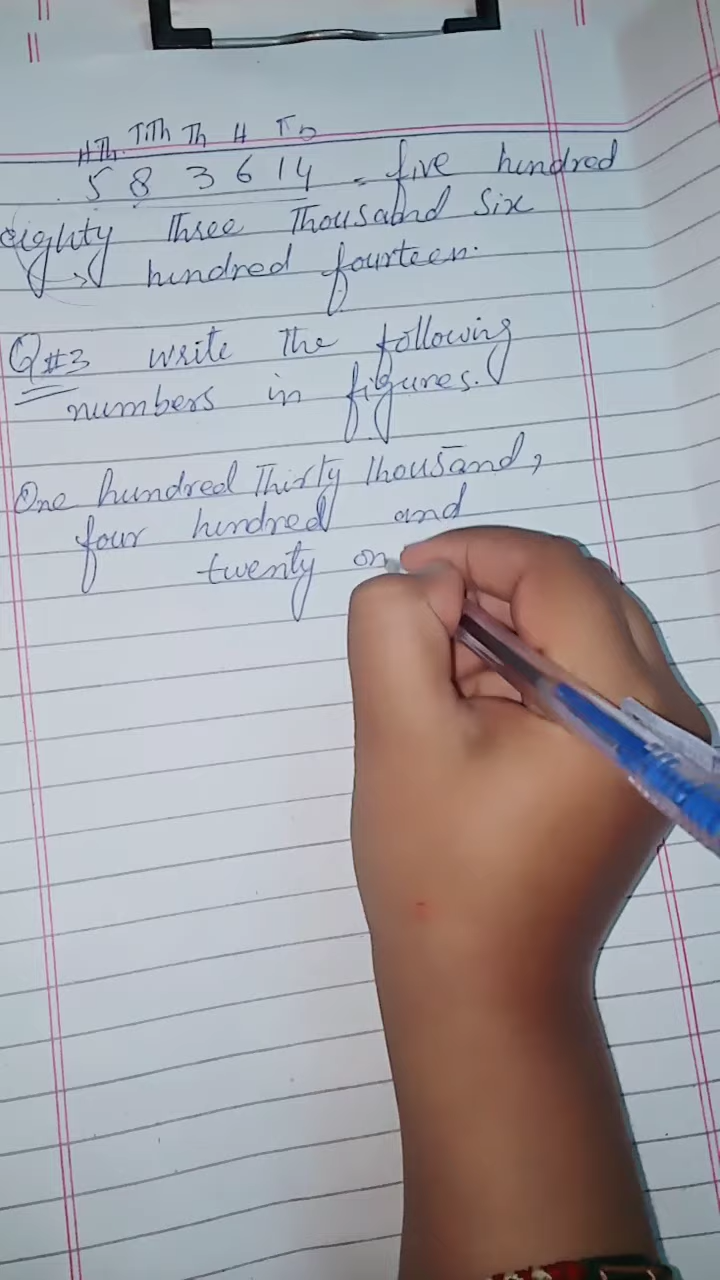 HTh TTh Th H T O
5 8 3 6 1 4 = five hundred
eighty three thousand six
hundred fourteen.
Q#3 write the following
numbers in figures.
One hundred thirty thousand,
four hundred and
twenty on